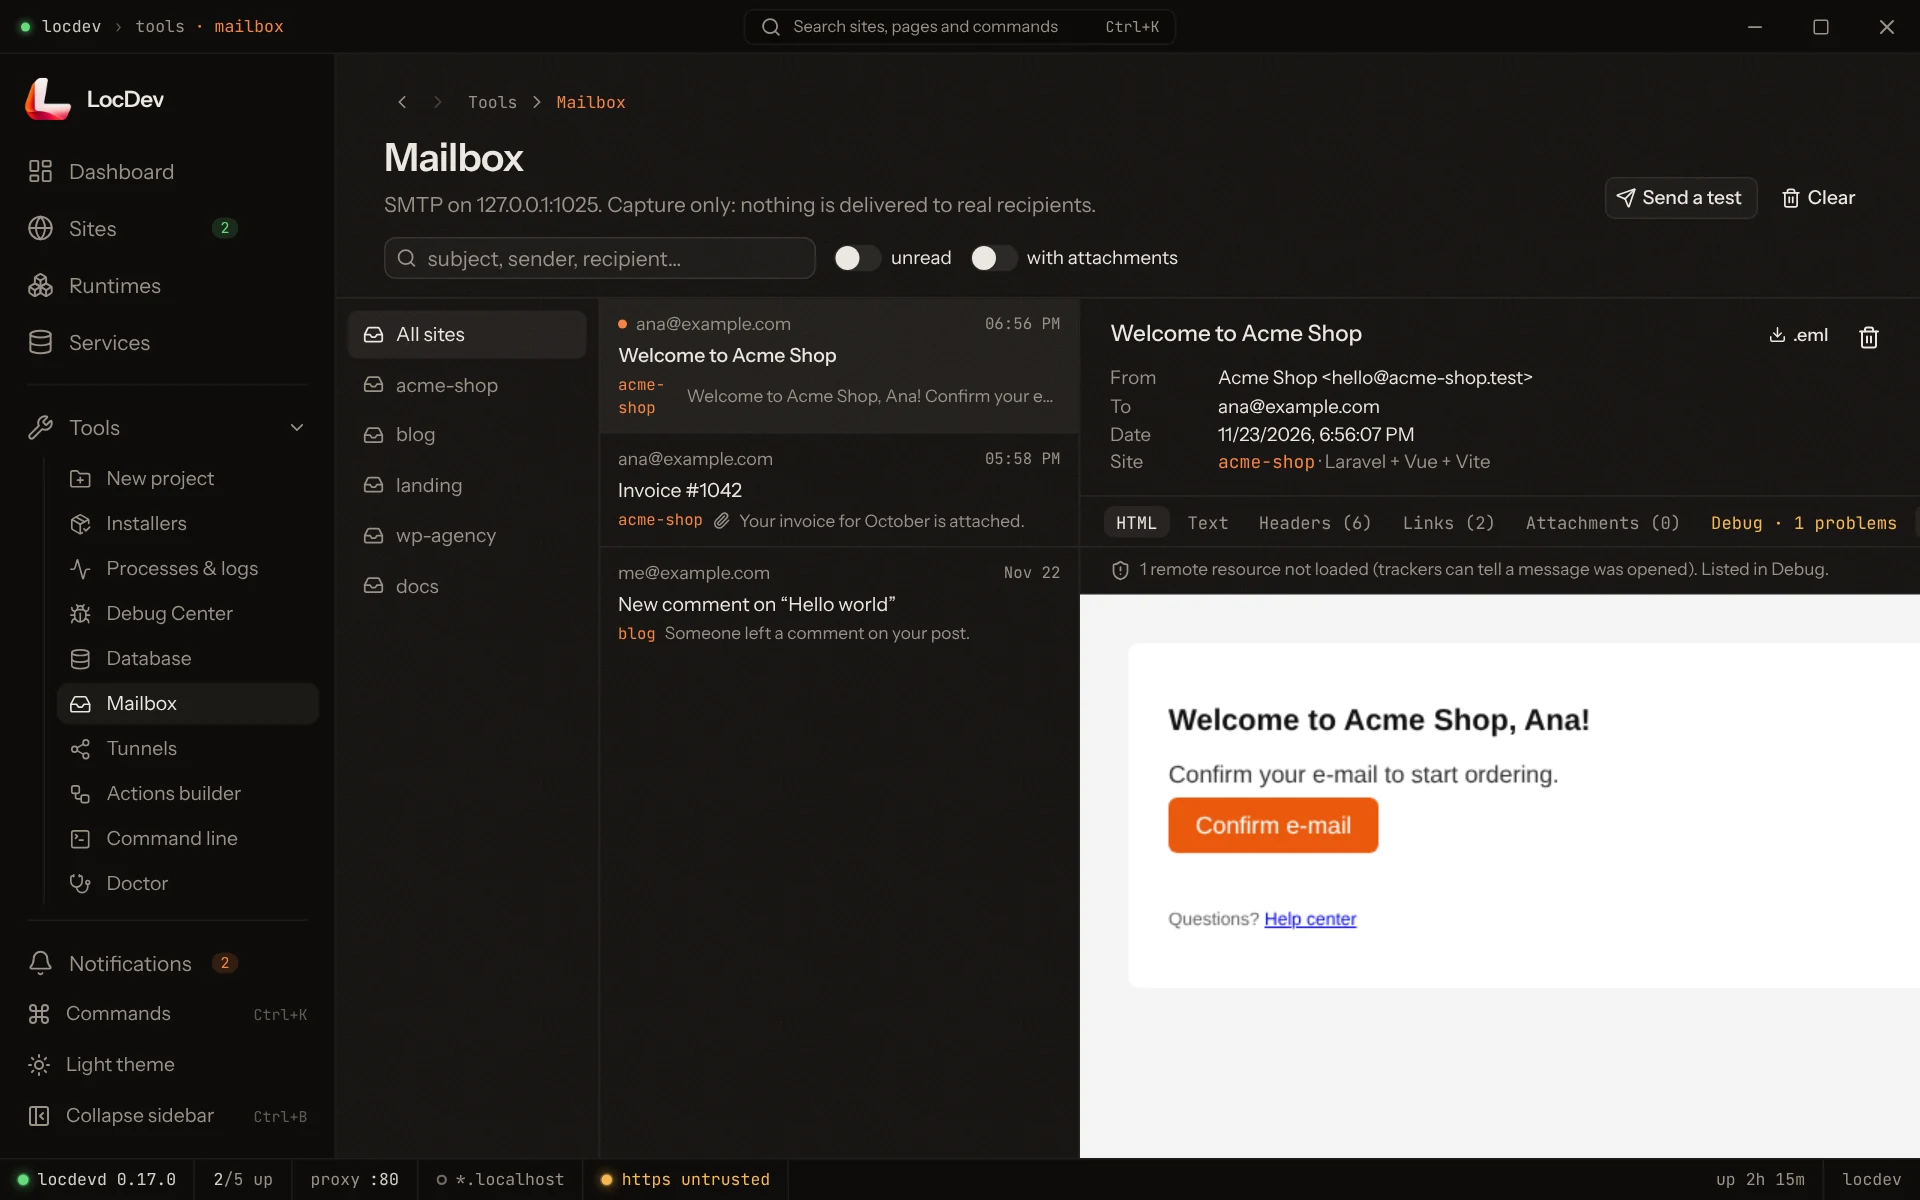 locdev › tools · mailbox
Search sites, pages and commands Ctrl+K
LocDev
Dashboard
Sites 2
Runtimes
Services
Tools
New project
Installers
Processes & logs
Debug Center
Database
Mailbox
Tunnels
Actions builder
Command line
Doctor
Notifications 2
Commands Ctrl+K
Light theme
Collapse sidebar Ctrl+B
Tools > Mailbox
Mailbox
SMTP on 127.0.0.1:1025. Capture only: nothing is delivered to real recipients.
Send a test
Clear
subject, sender, recipient...
unread
with attachments
All sites
acme-shop
blog
landing
wp-agency
docs
ana@example.com 06:56 PM
Welcome to Acme Shop
acme-
shop
Welcome to Acme Shop, Ana! Confirm your e...
ana@example.com 05:58 PM
Invoice #1042
acme-shop Your invoice for October is attached.
me@example.com Nov 22
New comment on “Hello world”
blog Someone left a comment on your post.
Welcome to Acme Shop
.eml
From Acme Shop <hello@acme-shop.test>
To ana@example.com
Date 11/23/2026, 6:56:07 PM
Site acme-shop · Laravel + Vue + Vite
HTML Text Headers (6) Links (2) Attachments (0) Debug · 1 problems
1 remote resource not loaded (trackers can tell a message was opened). Listed in Debug.
Welcome to Acme Shop, Ana!
Confirm your e-mail to start ordering.
Confirm e-mail
Questions? Help center
locdevd 0.17.0 2/5 up proxy :80 *.localhost https untrusted up 2h 15m locdev